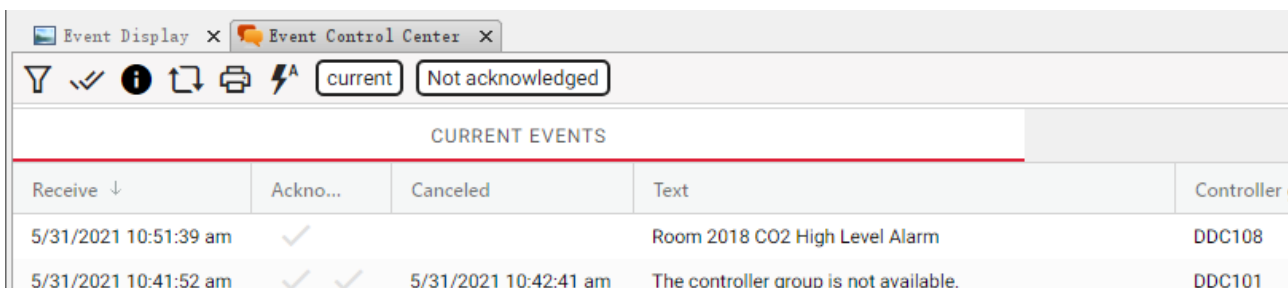 Event Display X Event Control Center X
A current Not acknowledged
CURRENT EVENTS
Receive ↓ Ackno... Canceled Text Controller
5/31/2021 10:51:39 am Room 2018 CO2 High Level Alarm DDC108
5/31/2021 10:41:52 am 5/31/2021 10:42:41 am The controller group is not available. DDC101